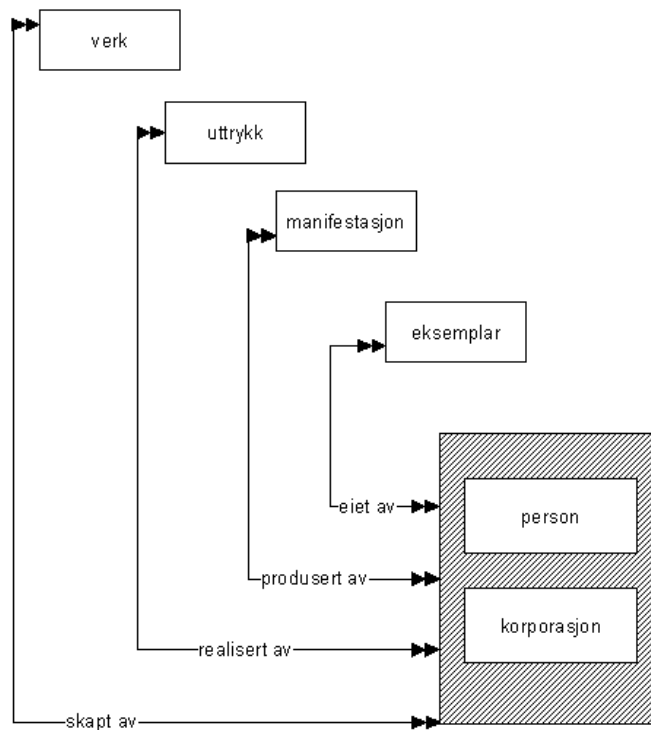 verk
uttrykk
manifestasjon
eksemplar
eiet av
person
produsert av
korporasjon
realisert av
skapt av